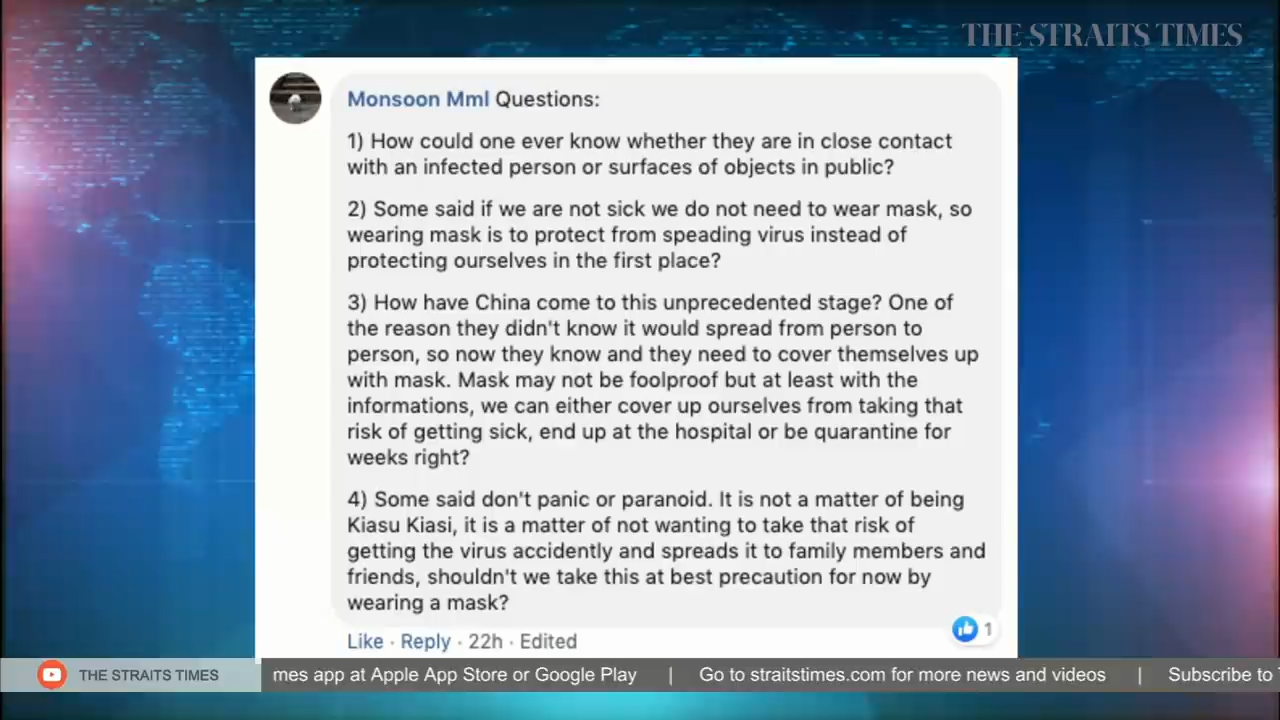 THE STRAITS TIMES
Monsoon Mml Questions:
1) How could one ever know whether they are in close contact
with an infected person or surfaces of objects in public?
2) Some said if we are not sick we do not need to wear mask, so
wearing mask is to protect from speading virus instead of
protecting ourselves in the first place?
3) How have China come to this unprecedented stage? One of
the reason they didn't know it would spread from person to
person, so now they know and they need to cover themselves up
with mask. Mask may not be foolproof but at least with the
informations, we can either cover up ourselves from taking that
risk of getting sick, end up at the hospital or be quarantine for
weeks right?
4) Some said don't panic or paranoid. It is not a matter of being
Kiasu Kiasi, it is a matter of not wanting to take that risk of
getting the virus accidently and spreads it to family members and
friends, shouldn't we take this at best precaution for now by
wearing a mask?
1
Like · Reply · 22h · Edited
THE STRAITS TIMES
mes app at Apple App Store or Google Play | Go to straitstimes.com for more news and videos | Subscribe to